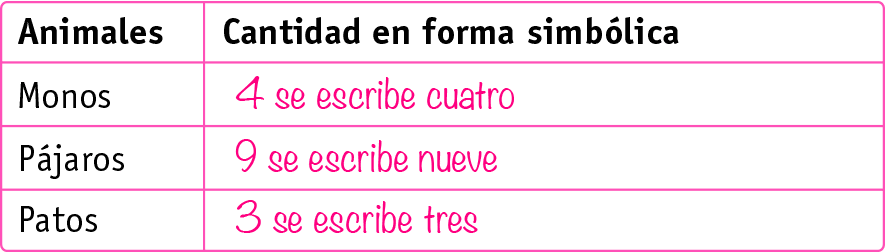 Animales Cantidad en forma simbólica
Monos 4 se escribe cuatro
Pájaros 9 se escribe nueve
Patos 3 se escribe tres